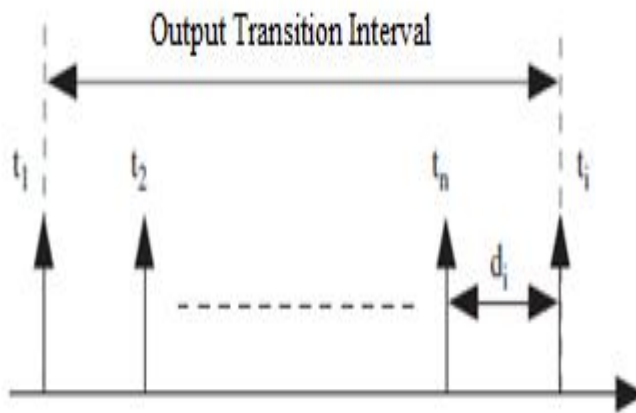 Output Transition Interval
t1 t2 tn ti
di